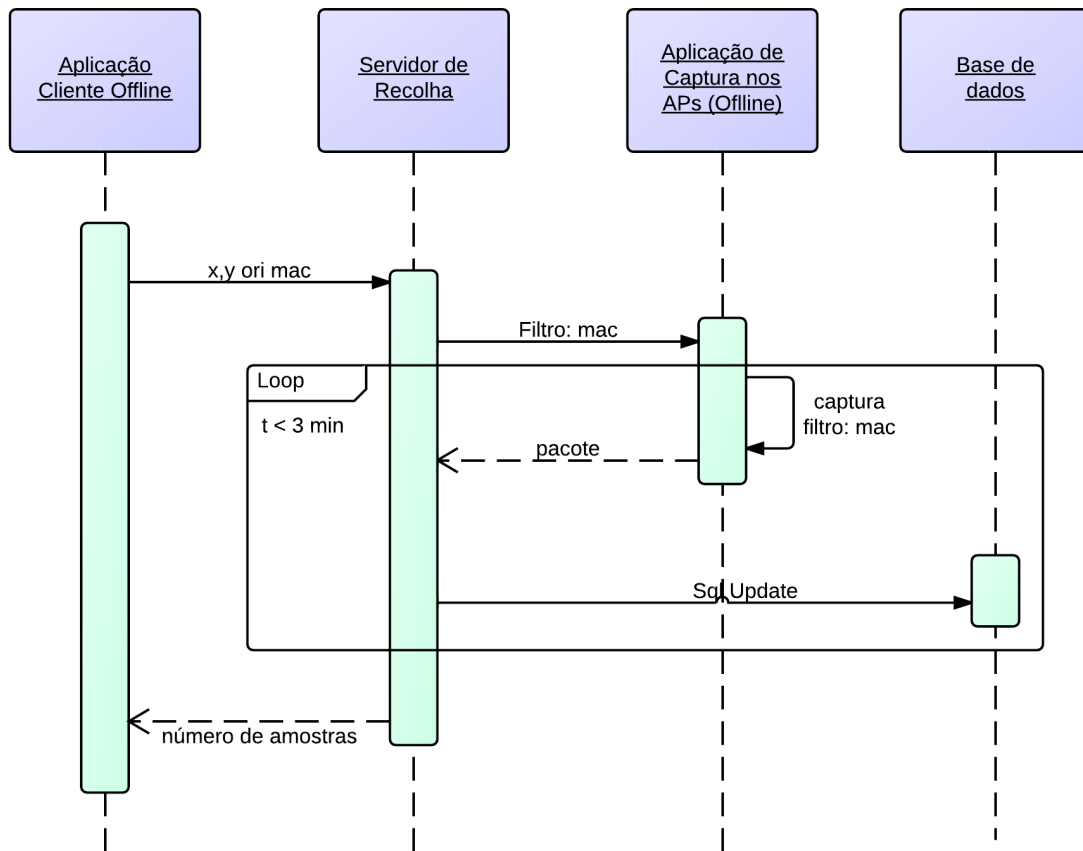 Aplicação
Cliente Offline
Servidor de
Recolha
Aplicação de
Captura nos
APs (Oflline)
Base de
dados
x,y ori mac
Filtro: mac
Loop
t < 3 min
captura
filtro: mac
pacote
Sql Update
número de amostras